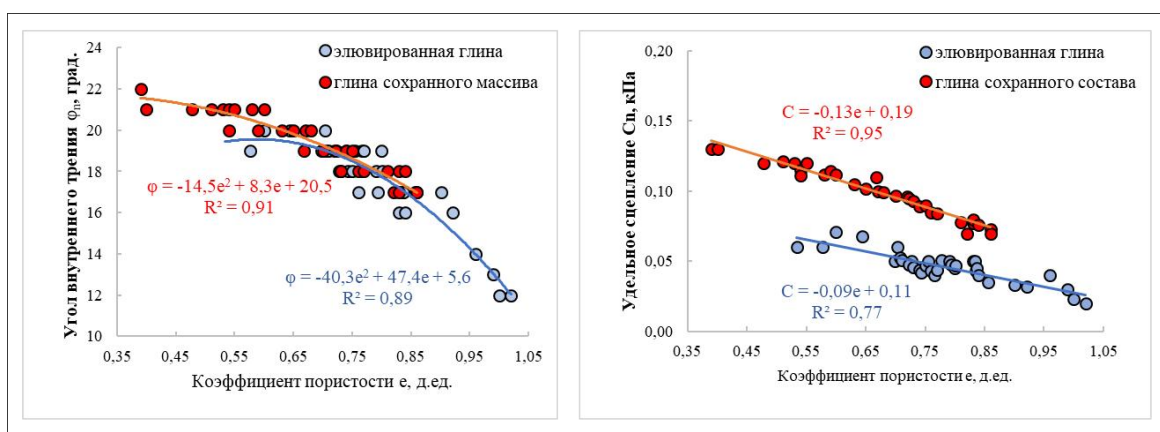 Угол внутреннего трения φn, град.
24
22
20
18
16
14
12
10
элювированная глина
глина сохранного массива
φ = -14,5e² + 8,3e + 20,5
R² = 0,91
φ = -40,3e² + 47,4e + 5,6
R² = 0,89
0,35 0,45 0,55 0,65 0,75 0,85 0,95 1,05
Коэффициент пористости е, д.ед.
Удельное сцепление Cn, кПа
0,20
0,15
0,10
0,05
0,00
элювированная глина
глина сохранного состава
C = -0,13e + 0,19
R² = 0,95
C = -0,09e + 0,11
R² = 0,77
0,35 0,45 0,55 0,65 0,75 0,85 0,95 1,05
Коэффициент пористости е, д.ед.